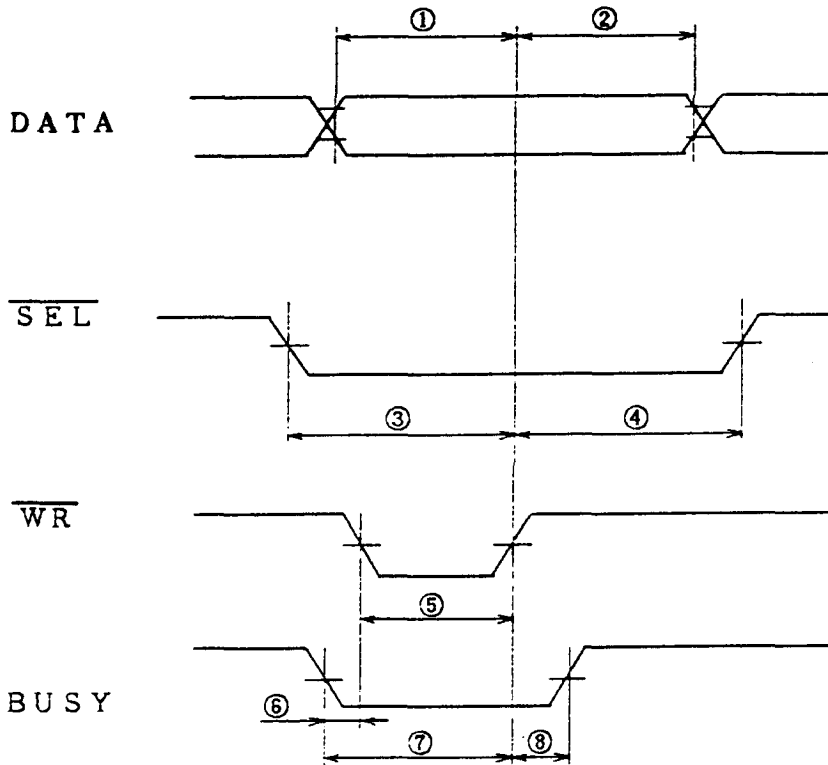 ① ②
DATA
SEL
③ ④
WR
⑤
BUSY
⑥
⑦ ⑧